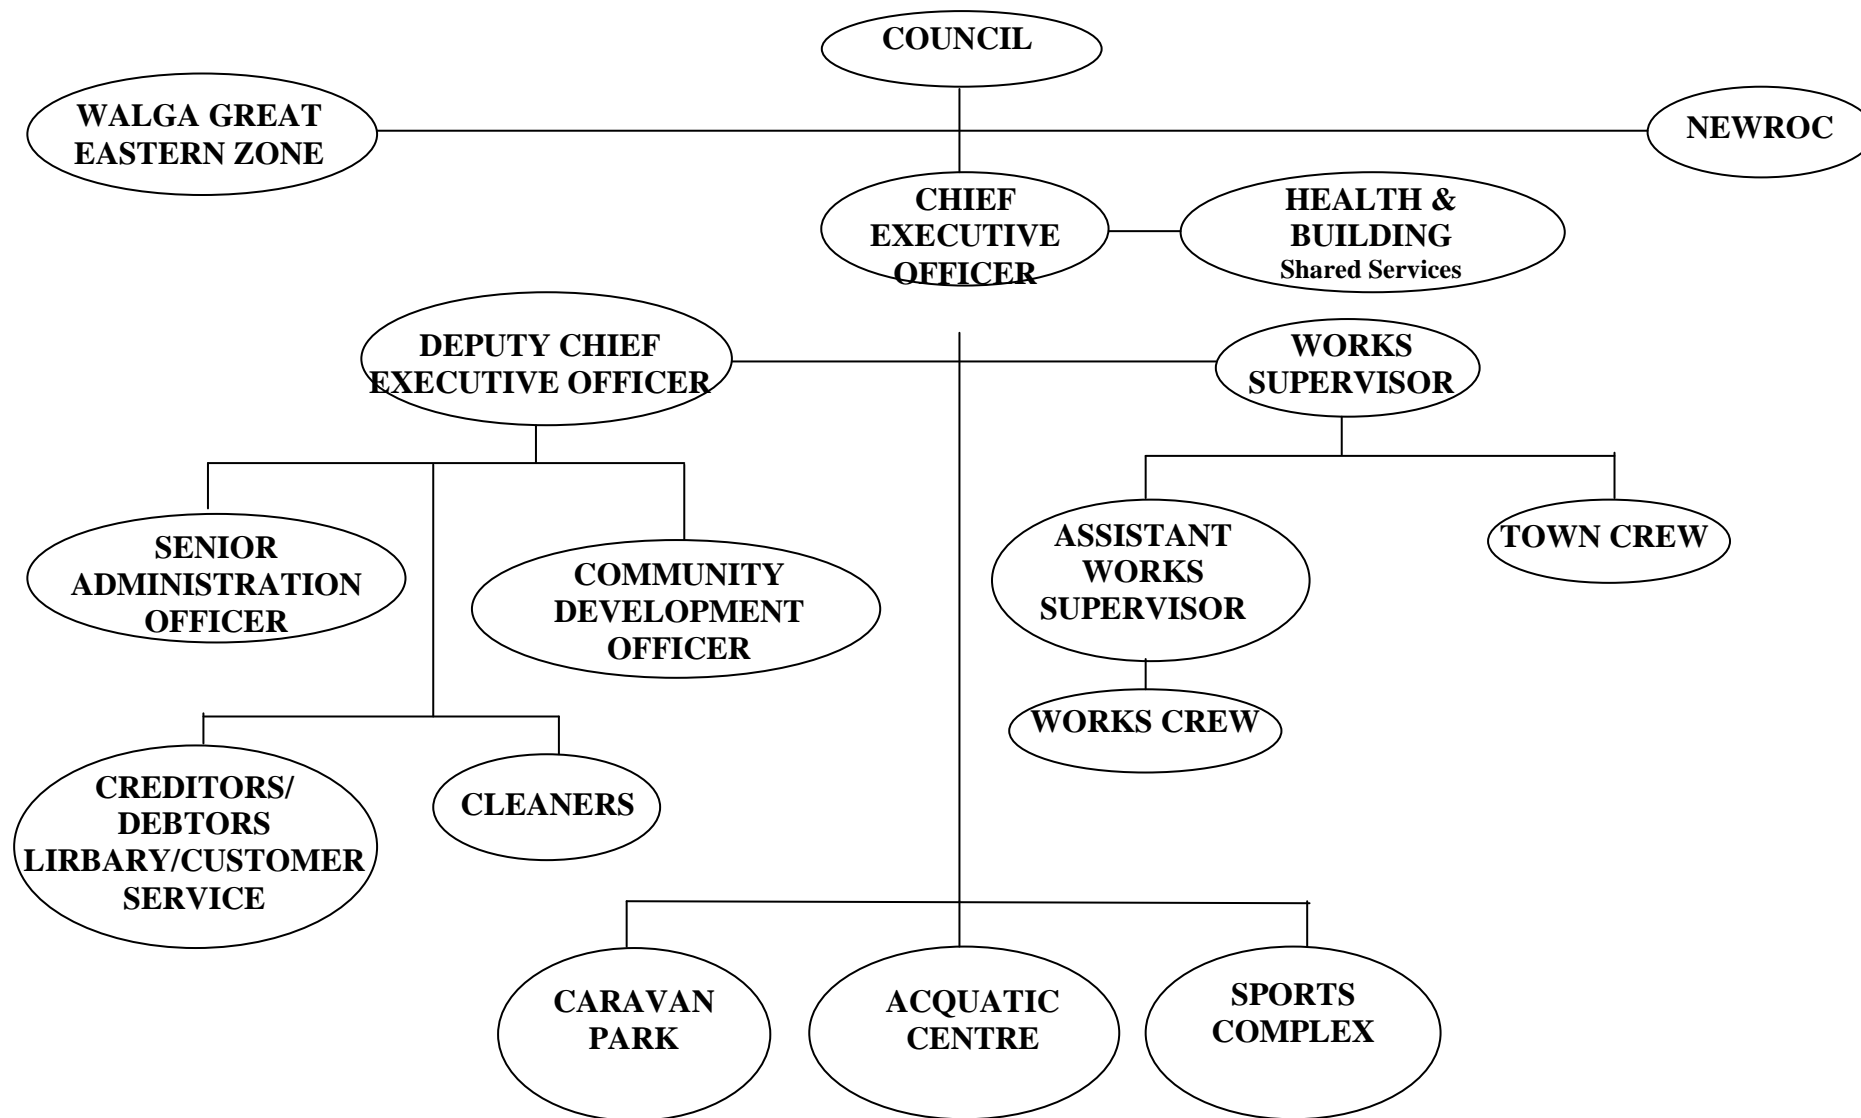 COUNCIL
WALGA GREAT
EASTERN ZONE
NEWROC
CHIEF
EXECUTIVE
OFFICER
HEALTH &
BUILDING
Shared Services
DEPUTY CHIEF
EXECUTIVE OFFICER
WORKS
SUPERVISOR
SENIOR
ADMINISTRATION
OFFICER
COMMUNITY
DEVELOPMENT
OFFICER
ASSISTANT
WORKS
SUPERVISOR
TOWN CREW
WORKS CREW
CREDITORS/
DEBTORS
LIRBARY/CUSTOMER
SERVICE
CLEANERS
CARAVAN
PARK
ACQUATIC
CENTRE
SPORTS
COMPLEX